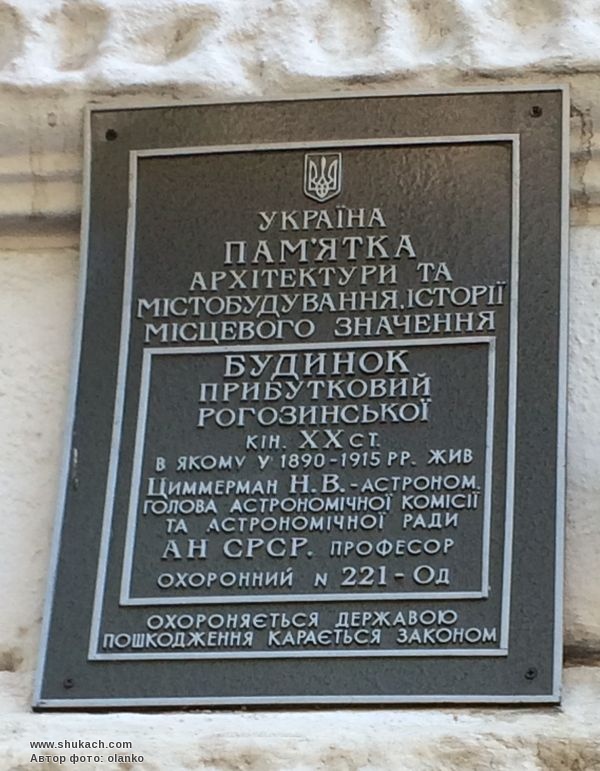 УКРАЇНА
ПАМ'ЯТКА
АРХІТЕКТУРИ ТА
МІСТОБУДУВАННЯ, ІСТОРІЇ
МІСЦЕВОГО ЗНАЧЕННЯ
БУДИНОК
ПРИБУТКОВИЙ
РОГОЗИНСЬКОЇ
КІН. XX СТ.
В ЯКОМУ У 1890-1915 РР. ЖИВ
ЦИММЕРМАН Н.В.-АСТРОНОМ.
ГОЛОВА АСТРОНОМІЧНОЇ КОМІСІЇ
ТА АСТРОНОМІЧНОЇ РАДИ
АН СРСР. ПРОФЕСОР
ОХОРОННИЙ N 221-Од
ОХОРОНЯЄТЬСЯ ДЕРЖАВОЮ
ПОШКОДЖЕННЯ КАРАЄТЬСЯ ЗАКОНОМ
www.shukach.com
Автор фото: olanko